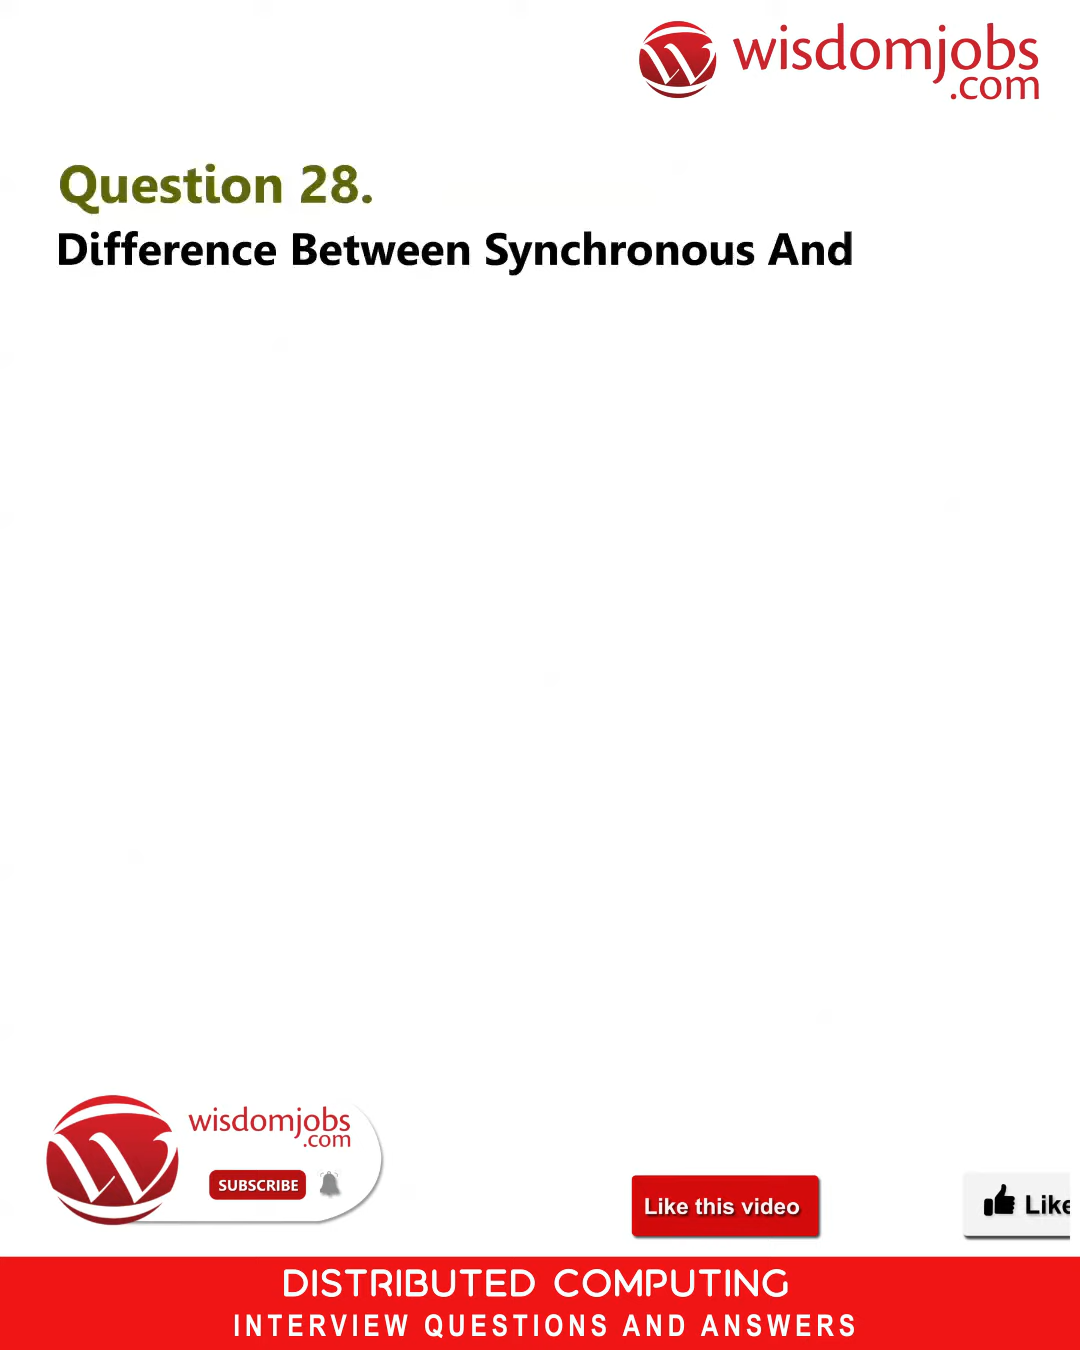 wisdomjobs
.com
Question 28.
Difference Between Synchronous And
wisdomjobs
.com
SUBSCRIBE
Like this video
Like
DISTRIBUTED COMPUTING
INTERVIEW QUESTIONS AND ANSWERS